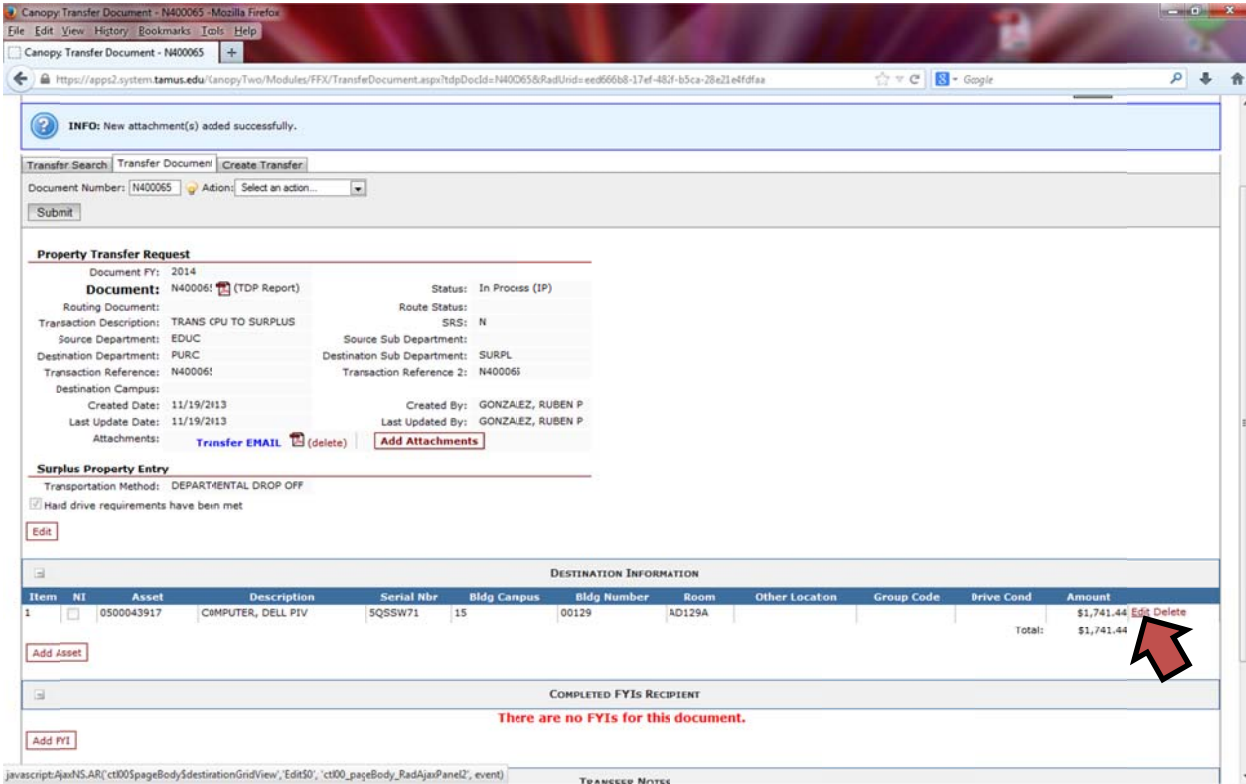 Canopy Transfer Document - N400065 -Mozilla Firefox
File Edit View History Bookmarks Tools Help
Canopy Transfer Document - N400065 +
https://apps2.system.tamus.edu/CanopyTwo/Modules/FFX/TransferDocument.aspx?tdpDocId=N400065&RadUrid=eed666b8-17ef-482f-b5ca-28e21e4fdfaa Google
INFO: New attachment(s) added successfully.
Transfer Search Transfer Document Create Transfer
Document Number: N400065 Action: Select an action...
Submit
Property Transfer Request
Document FY: 2014
Document: N400065 (TDP Report) Status: In Process (IP)
Routing Document: Route Status:
Transaction Description: TRANS CPU TO SURPLUS SRS: N
Source Department: EDUC Source Sub Department:
Destination Department: PURC Destination Sub Department: SURPL
Transaction Reference: N400065 Transaction Reference 2: N400065
Destination Campus:
Created Date: 11/19/2013 Created By: GONZALEZ, RUBEN P
Last Update Date: 11/19/2013 Last Updated By: GONZALEZ, RUBEN P
Attachments: Transfer EMAIL (delete) Add Attachments
Surplus Property Entry
Transportation Method: DEPARTMENTAL DROP OFF
Hard drive requirements have been met
Edit
DESTINATION INFORMATION
Item NI Asset Description Serial Nbr Bldg Campus Bldg Number Room Other Location Group Code Drive Cond Amount
1 0500043917 COMPUTER, DELL PIV 5QSSW71 15 00129 AD129A $1,741.44 Edit Delete
Total: $1,741.44
Add Asset
COMPLETED FYIS RECIPIENT
There are no FYIs for this document.
Add FYI
javascript:AjaxNS.AR('ctl00$pageBody$destinationGridView','Edit$0', 'ctl00_pageBody_RadAjaxPanel2', event)
TRANSFER NOTES